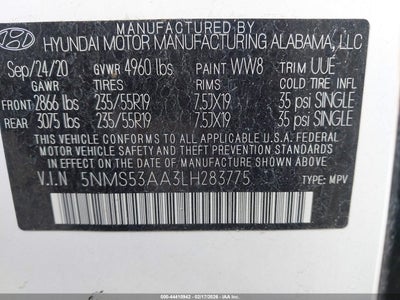 MANUFACTURED BY
HYUNDAI MOTOR MANUFACTURING ALABAMA, LLC
Sep/24/20 GVWR 4960 lbs PAINT WW8 TRIM UUE
GAWR TIRES RIMS COLD TIRE INFL
FRONT 2866 lbs 235/55R19 7.5JX19 35 psi SINGLE
REAR 3075 lbs 235/55R19 7.5JX19 35 psi SINGLE
THIS VEHICLE CONFORMS TO ALL APPLICABLE U.S.
FEDERAL MOTOR VEHICLE SAFETY, BUMPER, AND
THEFT PREVENTION STANDARDS IN EFFECT ON THE
DATE OF MANUFACTURE SHOWN ABOVE.
V.I.N 5NMS53AA3LH283775 TYPE: MPV